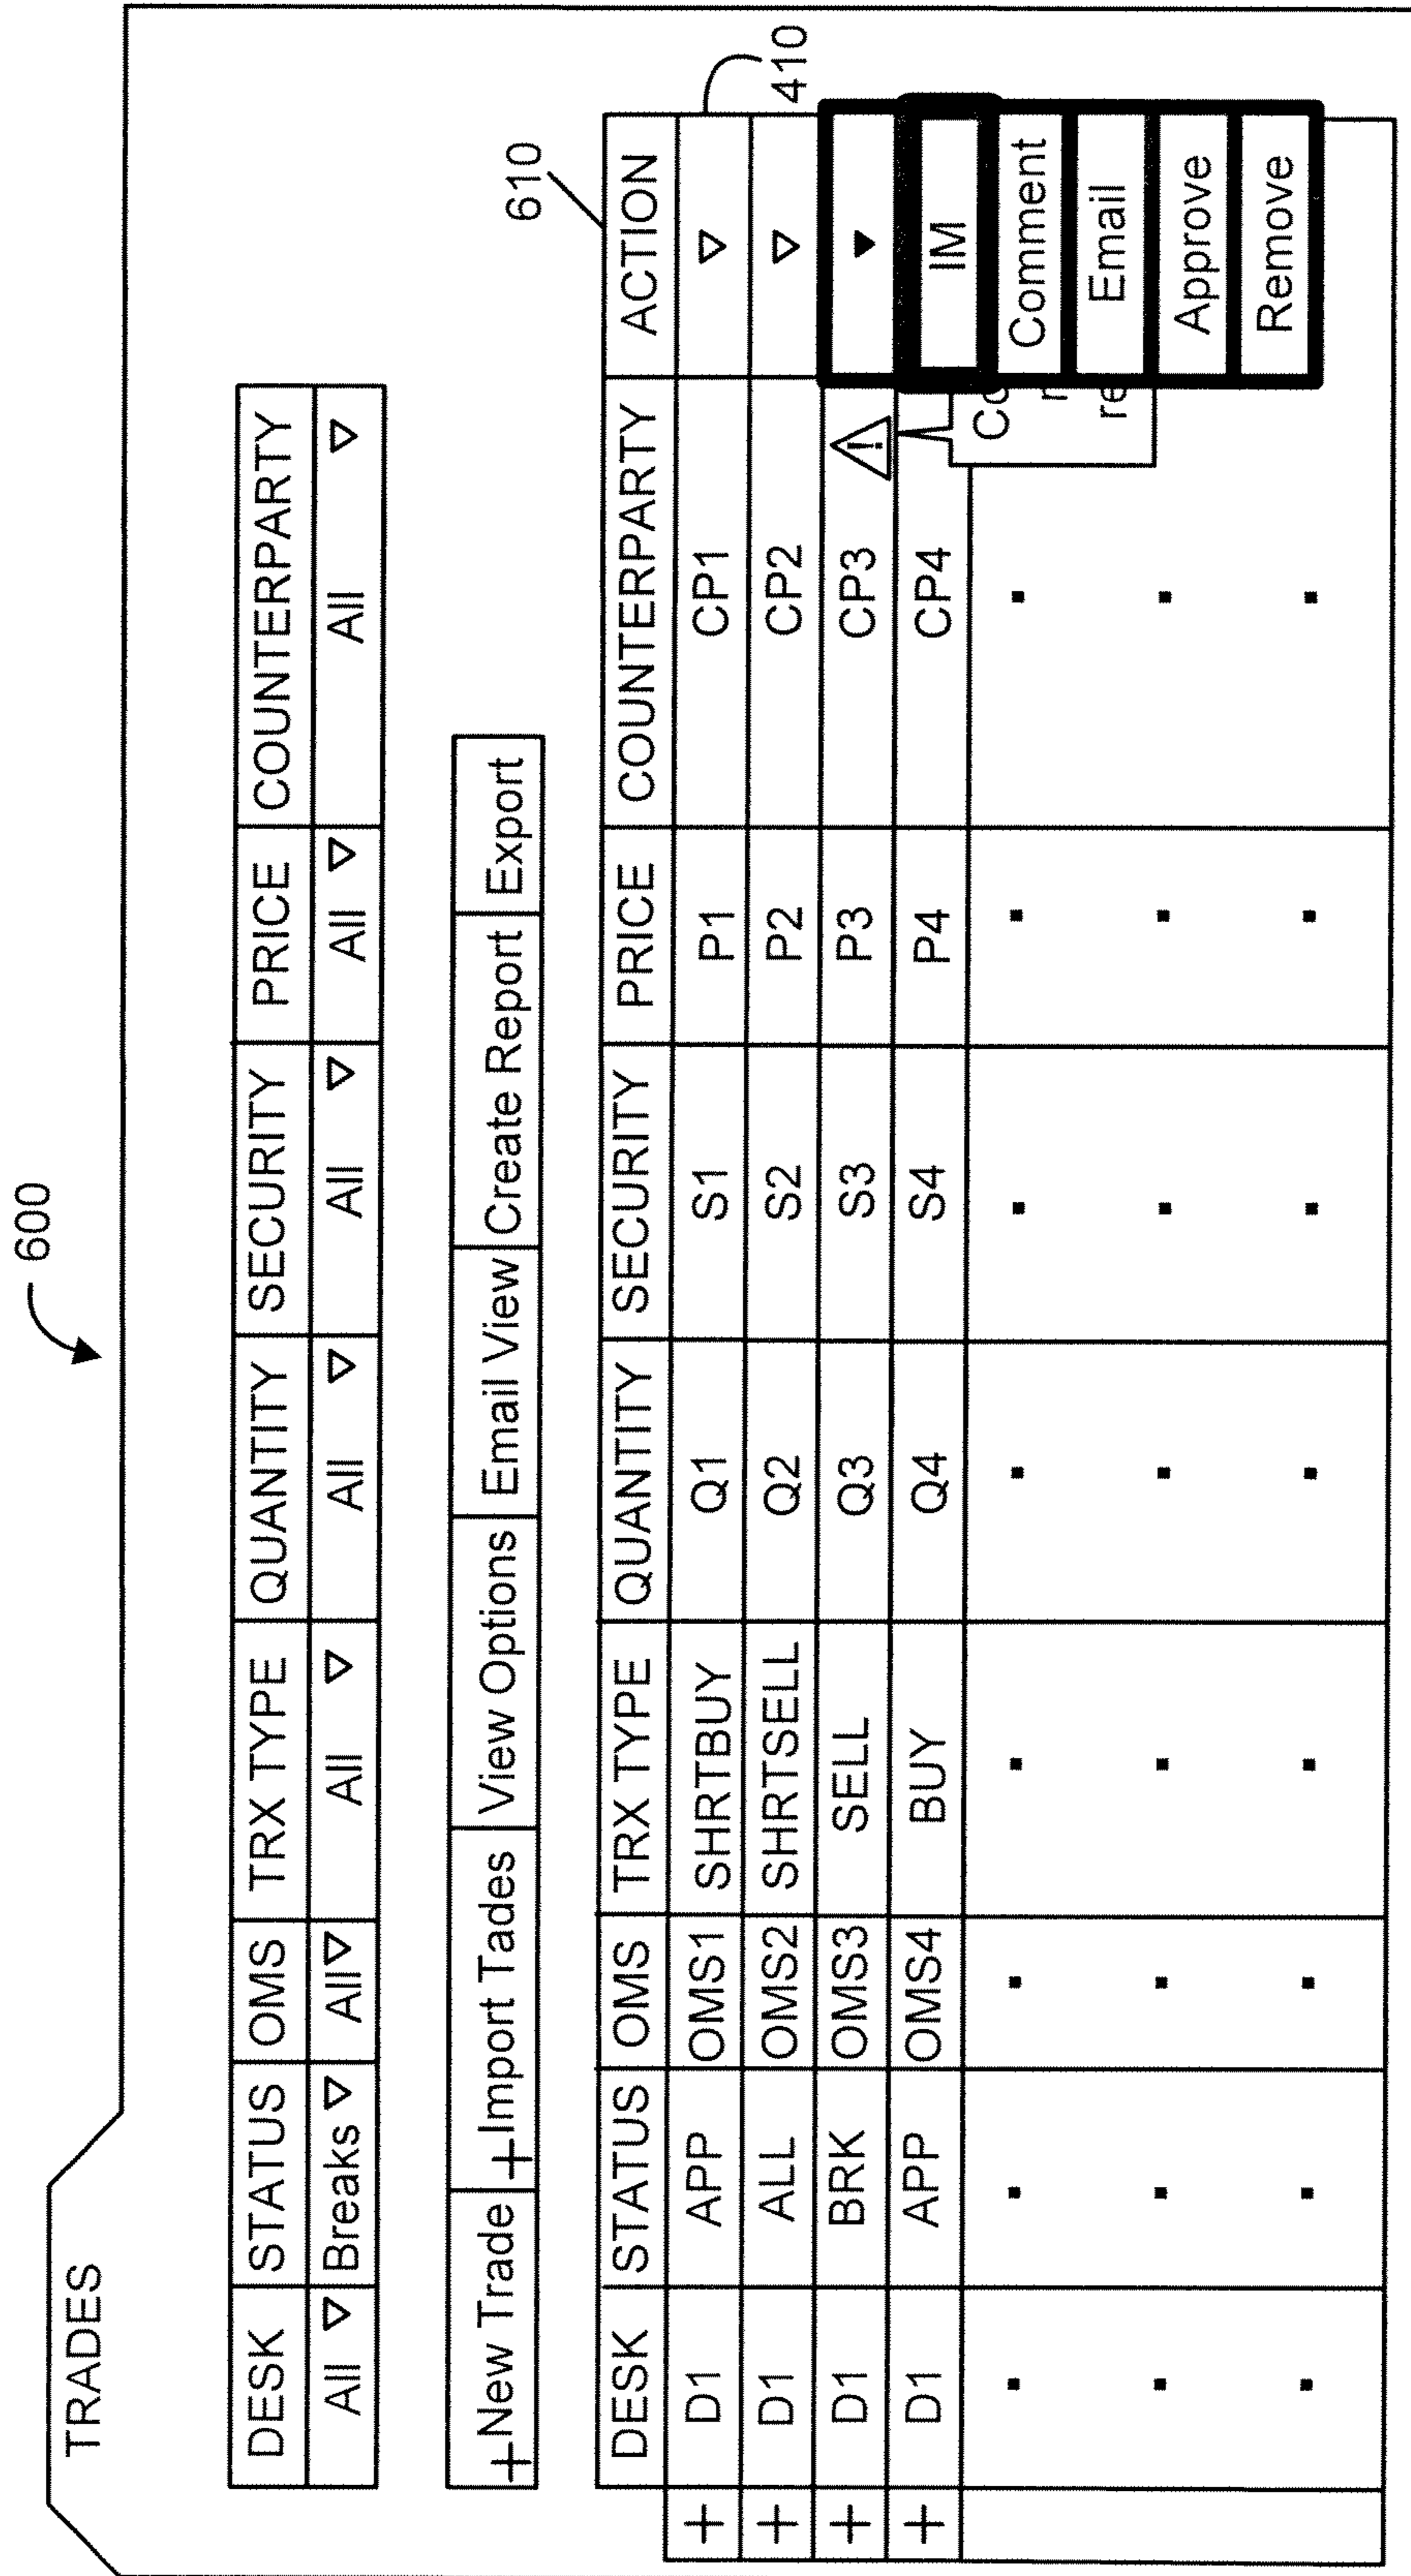 600
TRADES
DESK STATUS OMS TRX TYPE QUANTITY SECURITY PRICE COUNTERPARTY
All Breaks All All All All All All
+New Trade +Import Tades View Options Email View Create Report Export
610
DESK STATUS OMS TRX TYPE QUANTITY SECURITY PRICE COUNTERPARTY ACTION
+ D1 APP OMS1 SHRTBUY Q1 S1 P1 CP1
410
+ D1 ALL OMS2 SHRTSELL Q2 S2 P2 CP2
+ D1 BRK OMS3 SELL Q3 S3 P3 CP3 !
+ D1 APP OMS4 BUY Q4 S4 P4 CP4 IM
Comment
Email
Approve
Remove